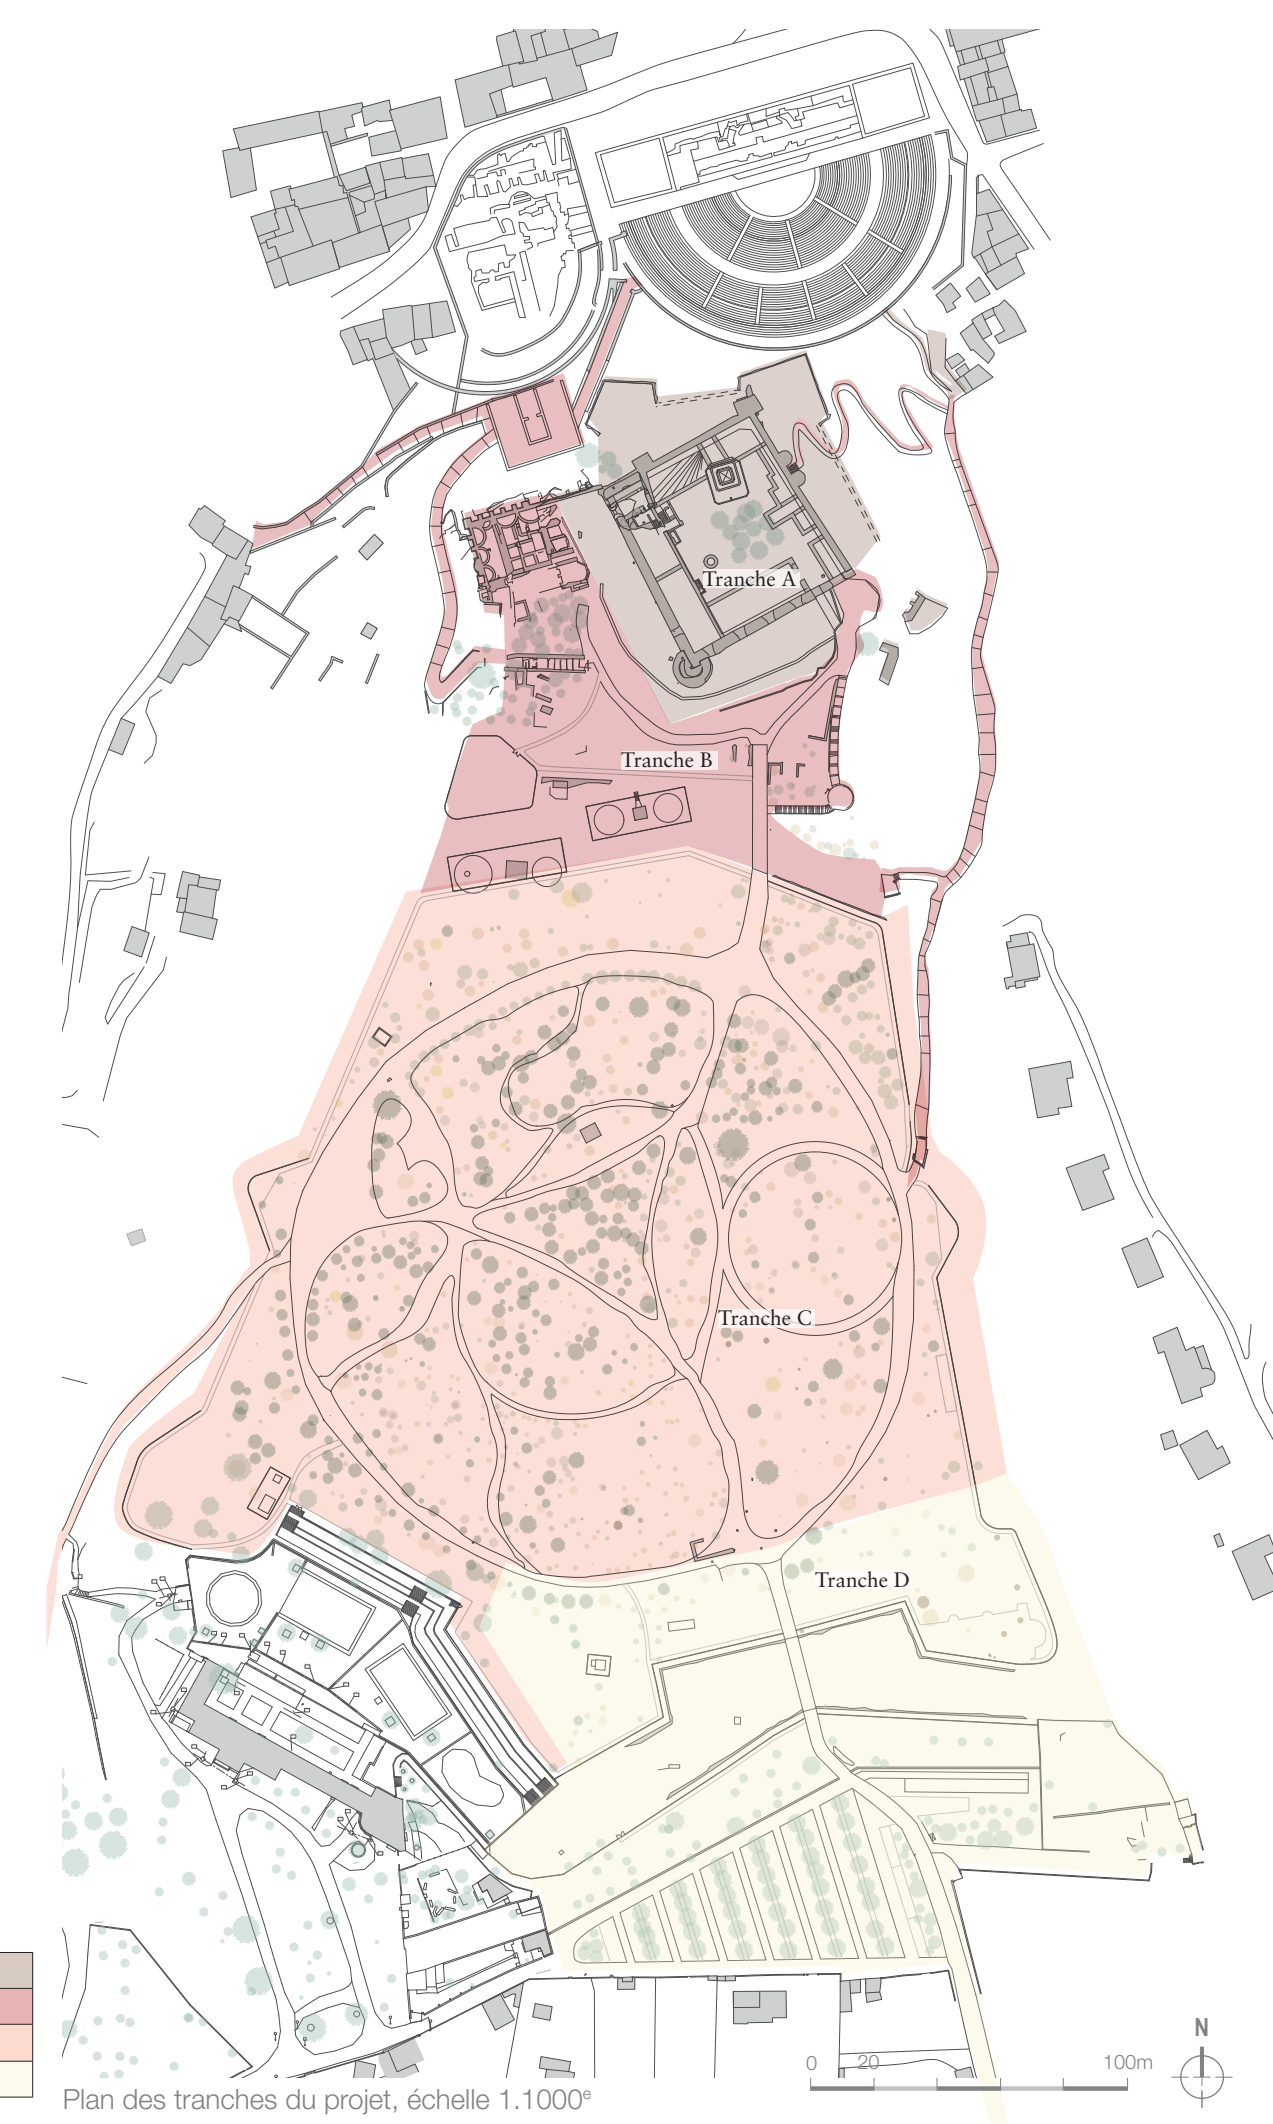 Tranche A
Tranche B
Tranche C
Tranche D
N
0 20 100m
Plan des tranches du projet, échelle 1.1000e